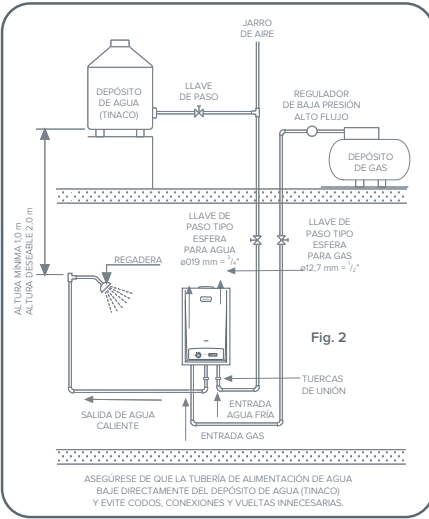 JARRO
DE AIRE
DEPÓSITO
DE AGUA
(TINACO)
LLAVE
DE PASO
REGULADOR
DE BAJA PRESIÓN
ALTO FLUJO
DEPÓSITO
DE GAS
ALTURA MÍNIMA 1,0 m
ALTURA DESEABLE 2,0 m
LLAVE DE
PASO TIPO
ESFERA
PARA AGUA
ø019 mm = 3/4"
LLAVE DE
PASO TIPO
ESFERA
PARA GAS
ø12,7 mm = 1/2"
REGADERA
Fig. 2
TUERCAS
DE UNIÓN
SALIDA DE AGUA
CALIENTE
ENTRADA
AGUA FRÍA
ENTRADA GAS
ASEGÚRESE DE QUE LA TUBERÍA DE ALIMENTACIÓN DE AGUA
BAJE DIRECTAMENTE DEL DEPÓSITO DE AGUA (TINACO)
Y EVITE CODOS, CONEXIONES Y VUELTAS INNECESARIAS.